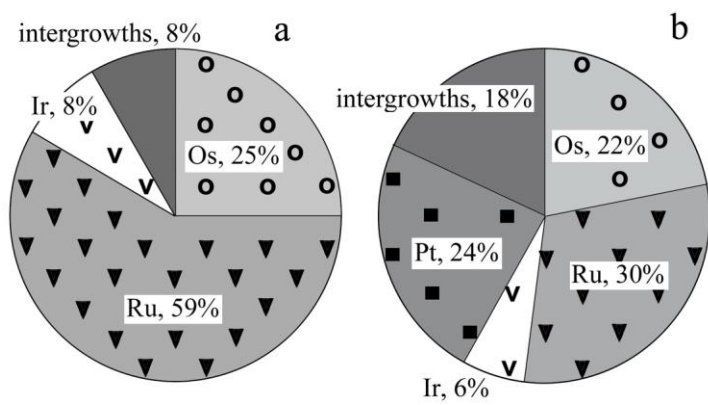 a
intergrowths, 8%
Ir, 8%
Os, 25%
Ru, 59%
b
intergrowths, 18%
Os, 22%
Pt, 24%
Ru, 30%
Ir, 6%